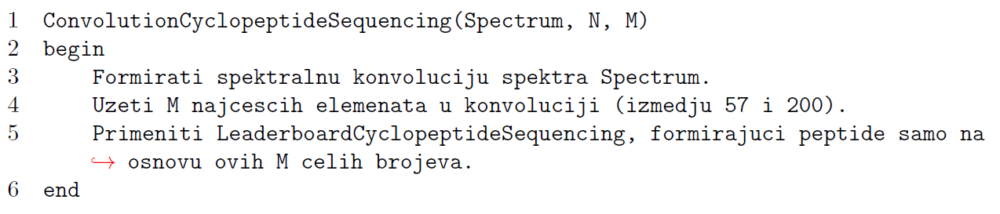 1 ConvolutionCyclopeptideSequencing(Spectrum, N, M)
2 begin
3 Formirati spektralnu konvoluciju spektra Spectrum.
4 Uzeti M najcescih elemenata u konvoluciji (izmedju 57 i 200).
5 Primeniti LeaderboardCyclopeptideSequencing, formirajuci peptide samo na
↪ osnovu ovih M celih brojeva.
6 end